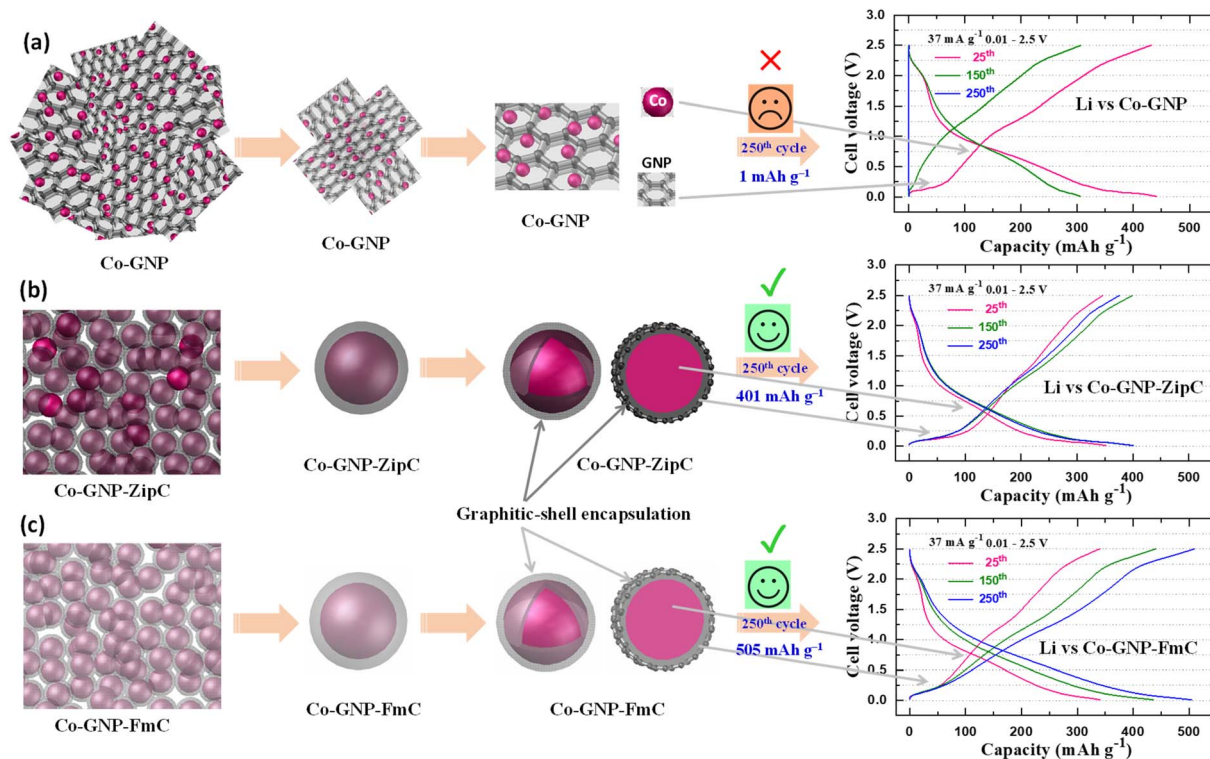 (a)
Co-GNP
Co-GNP
Co-GNP
Co
GNP
250th cycle
1 mAh g⁻¹
Cell voltage (V)
3.0
2.5
2.0
1.5
1.0
0.5
0.0
37 mA g⁻¹ 0.01 - 2.5 V
25th
150th
250th
Li vs Co-GNP
0 100 200 300 400 500
Capacity (mAh g⁻¹)
(b)
Co-GNP-ZipC
Co-GNP-ZipC
Co-GNP-ZipC
250th cycle
401 mAh g⁻¹
Cell voltage (V)
3.0
2.5
2.0
1.5
1.0
0.5
0.0
37 mA g⁻¹ 0.01 - 2.5 V
25th
150th
250th
Li vs Co-GNP-ZipC
0 100 200 300 400 500
Capacity (mAh g⁻¹)
Graphitic-shell encapsulation
(c)
Co-GNP-FmC
Co-GNP-FmC
Co-GNP-FmC
250th cycle
505 mAh g⁻¹
Cell voltage (V)
3.0
2.5
2.0
1.5
1.0
0.5
0.0
37 mA g⁻¹ 0.01 - 2.5 V
25th
150th
250th
Li vs Co-GNP-FmC
0 100 200 300 400 500
Capacity (mAh g⁻¹)